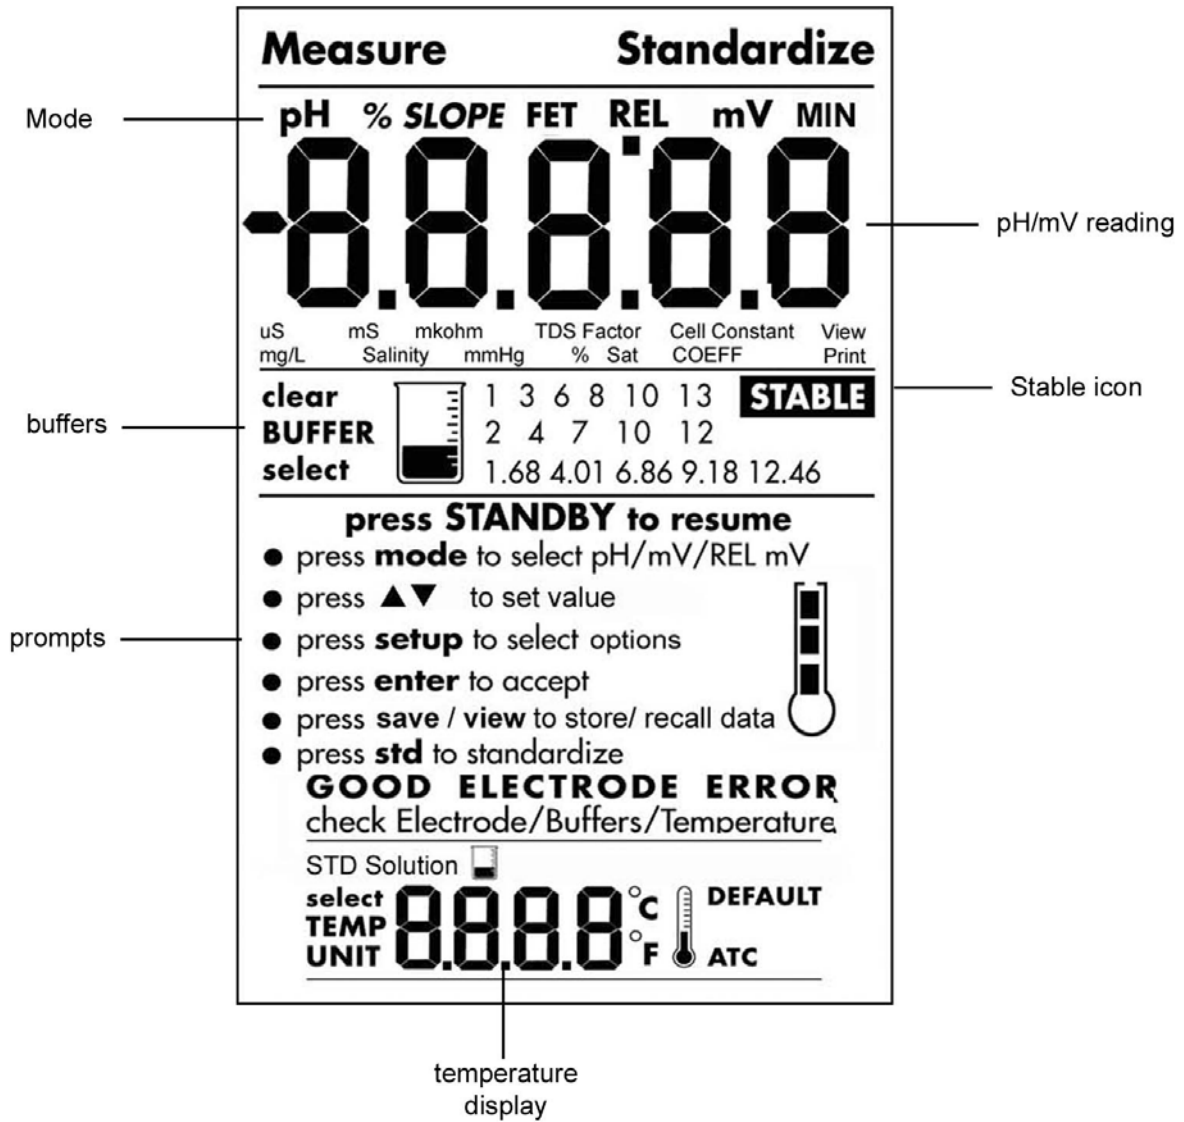 Measure Standardize
Mode
pH % SLOPE FET REL mV MIN
-8.8.8.8.8
pH/mV reading
uS mS mkohm TDS Factor Cell Constant View
mg/L Salinity mmHg % Sat COEFF Print
clear 1 3 6 8 10 13 STABLE
Stable icon
buffers
BUFFER 2 4 7 10 12
select 1.68 4.01 6.86 9.18 12.46
press STANDBY to resume
● press mode to select pH/mV/REL mV
● press ▲▼ to set value
prompts
● press setup to select options
● press enter to accept
● press save / view to store/ recall data
● press std to standardize
GOOD ELECTRODE ERROR
check Electrode/Buffers/Temperature
STD Solution
select °C DEFAULT
TEMP 8.8.8.8
UNIT °F ATC
temperature
display